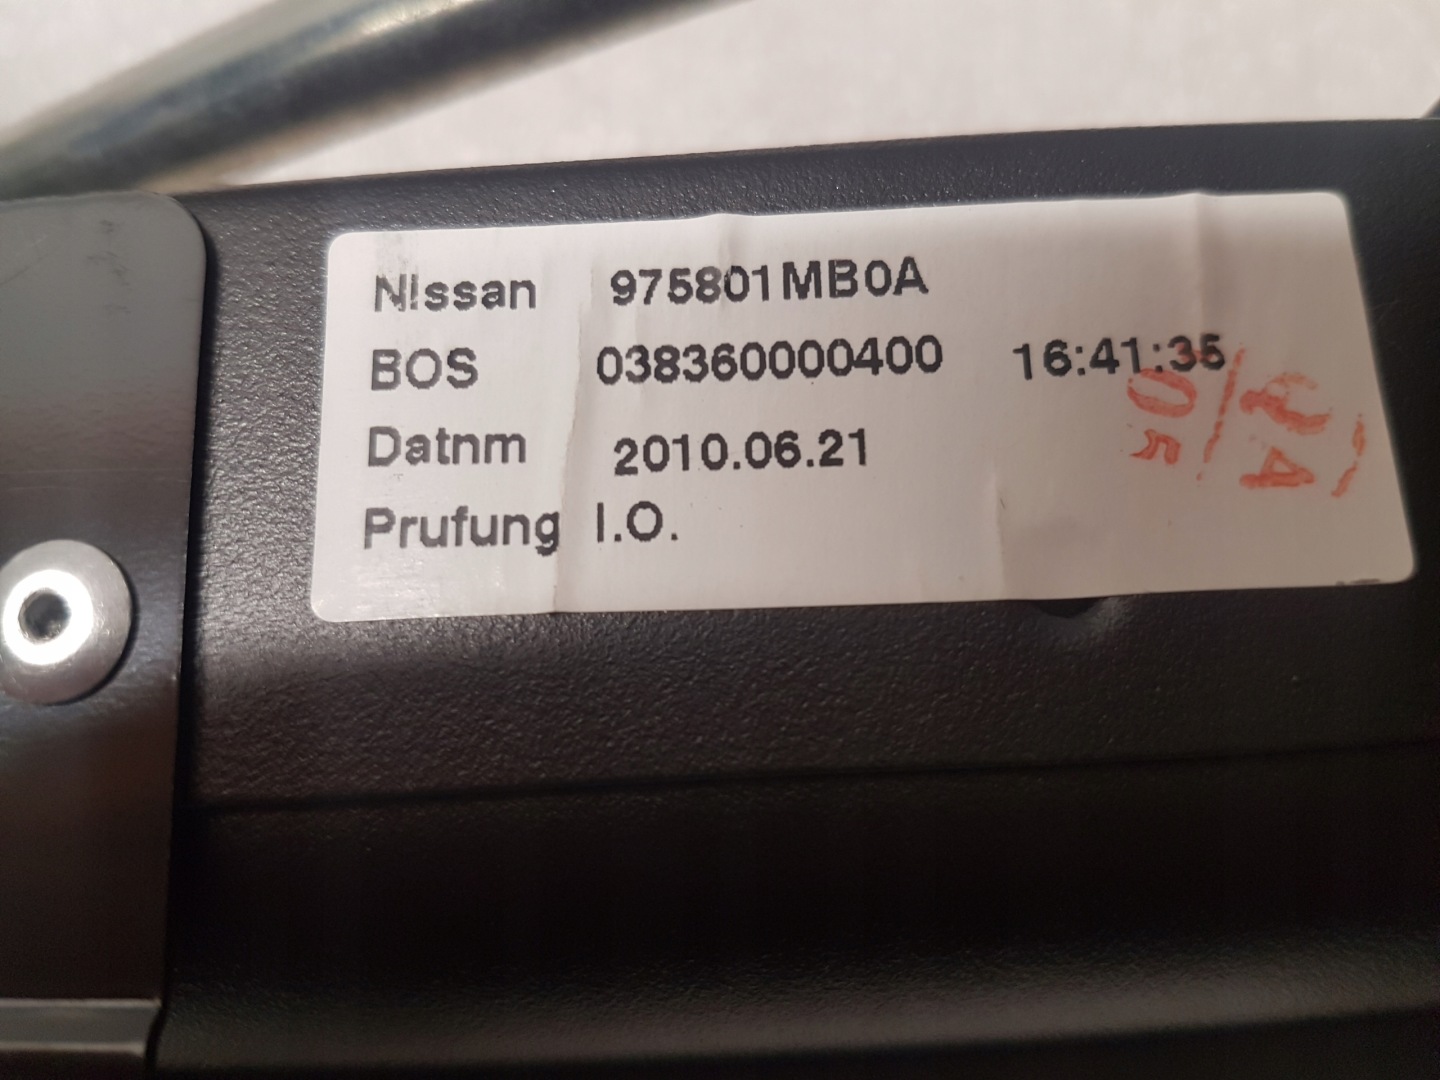 Nissan 975801MB0A
BOS 038360000400 16:41:35
Datnm 2010.06.21
Prufung I.O.